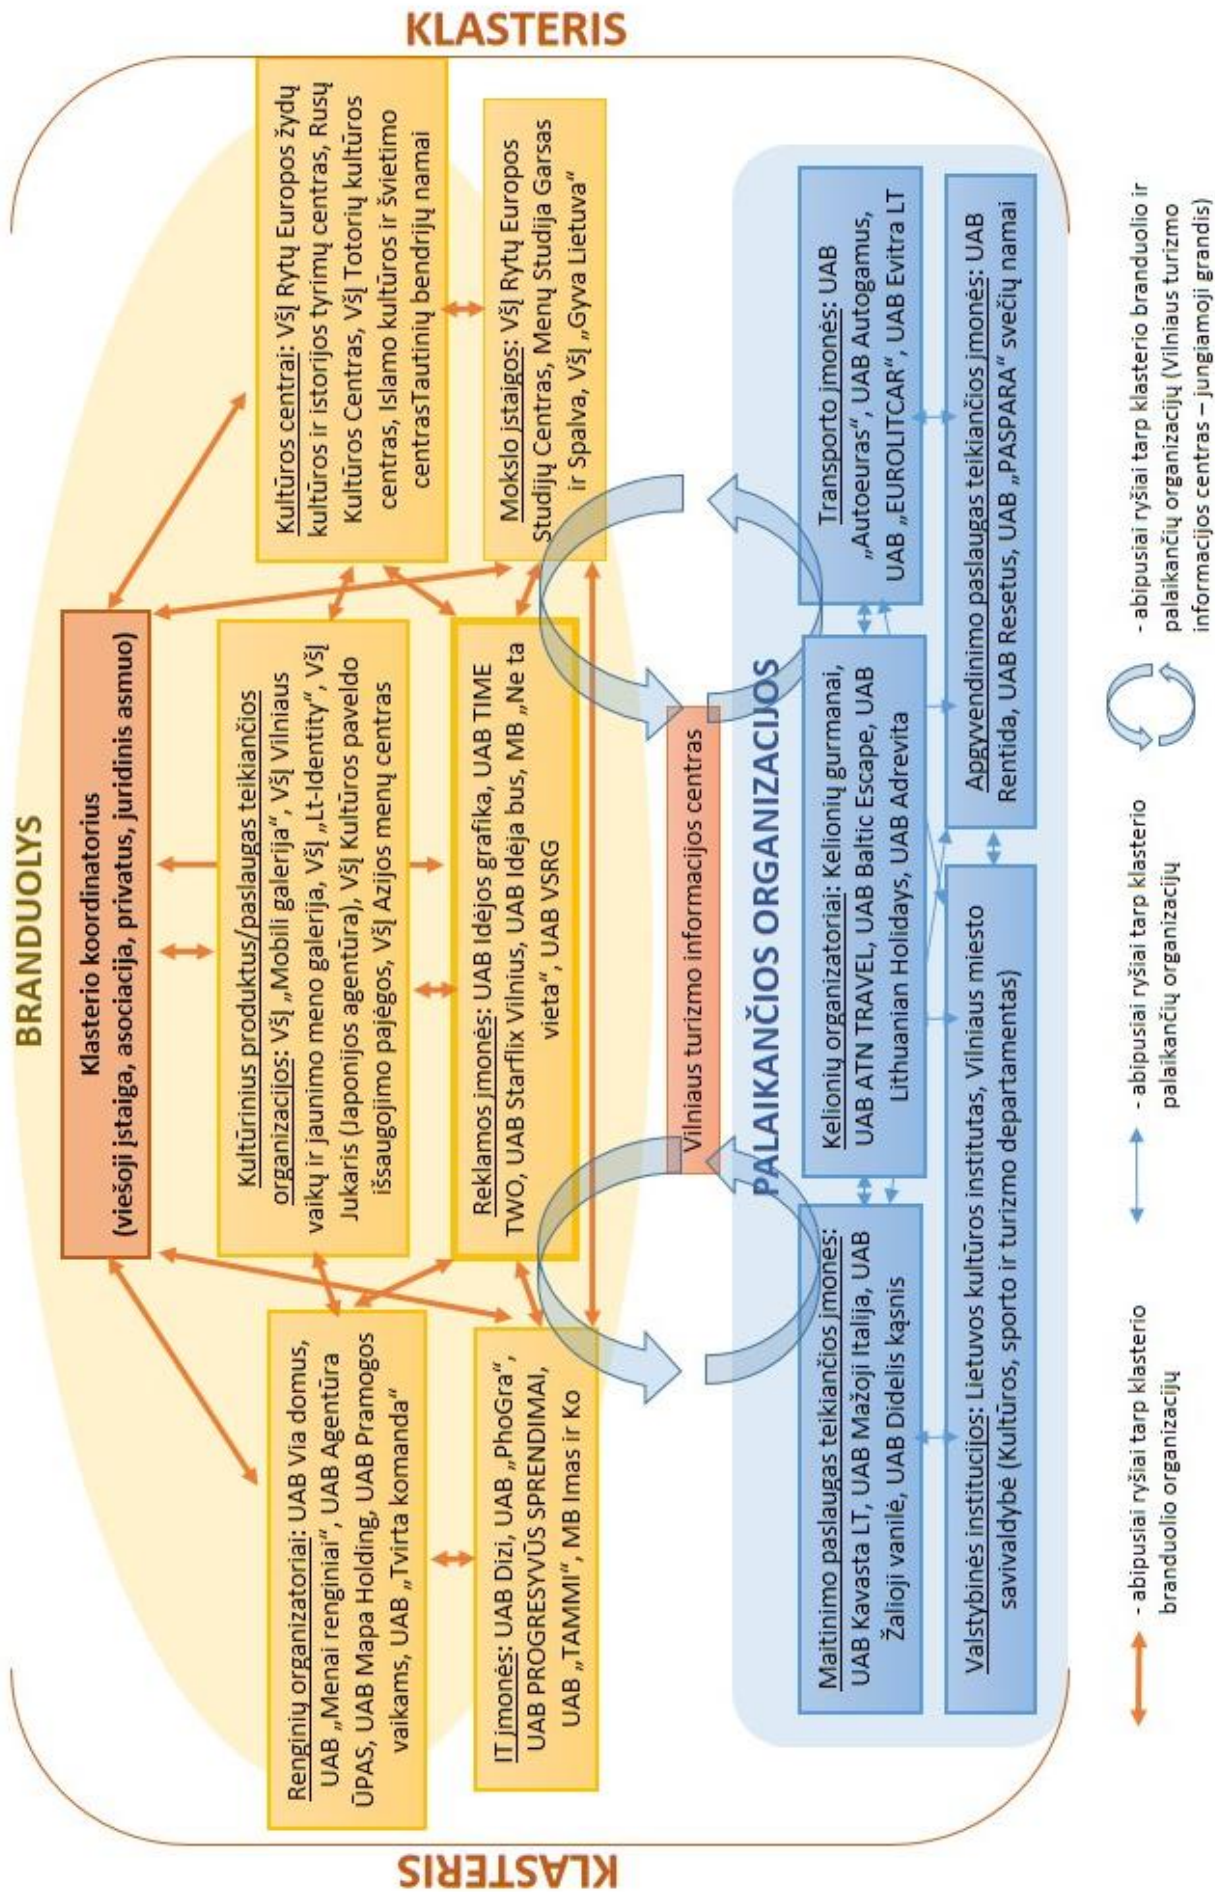 KLASTERIS
BRANDUOLYS
Klasterio koordinatorius
(viešoji įstaiga, asociacija, privatus, juridinis asmuo)
Renginių organizatoriai: UAB Via domus,
UAB „Menai renginiai“, UAB Agentūra
ŪPAS, UAB Mapa Holding, UAB Pramogos
vaikams, UAB „Tvirta komanda“
Kultūrinius produktus/paslaugas teikiančios
organizacijos: VšĮ „Mobili galerija“, VšĮ Vilniaus
vaikų ir jaunimo meno galerija, VšĮ „Lt-Identity“, VšĮ
Jukaris (Japonijos agentūra), VšĮ Kultūros paveldo
išsaugojimo pajėgos, VšĮ Azijos menų centras
Kultūros centrai: VšĮ Rytų Europos žydų
kultūros ir istorijos tyrimų centras, Rusų
Kultūros Centras, VšĮ Totorių kultūros
centras, Islamo kultūros ir švietimo
centrasTautinių bendrijų namai
IT įmonės: UAB Dizi, UAB „PhoGra“,
UAB PROGRESYVŪS SPRENDIMAI,
UAB „TAMMI“, MB Imas ir Ko
Reklamos įmonės: UAB Idėjos grafika, UAB TIME
TWO, UAB Starflix Vilnius, UAB Idėja bus, MB „Ne ta
vieta“, UAB VSRG
Mokslo įstaigos: VšĮ Rytų Europos
Studijų Centras, Menų Studija Garsas
ir Spalva, VšĮ „Gyva Lietuva“
Vilniaus turizmo informacijos centras
PALAIKANČIOS ORGANIZACIJOS
Maitinimo paslaugas teikiančios įmonės:
UAB Kavasta LT, UAB Mažoji Italija, UAB
Žalioji vanilė, UAB Didelis kąsnis
Kelionių organizatoriai: Kelionių gurmanai,
UAB ATN TRAVEL, UAB Baltic Escape, UAB
Lithuanian Holidays, UAB Adrevita
Transporto įmonės: UAB
„Autoeuras“, UAB Autogamus,
UAB „EUROLITCAR“, UAB Evitra LT
Valstybinės institucijos: Lietuvos kultūros institutas, Vilniaus miesto
savivaldybė (Kultūros, sporto ir turizmo departamentas)
Apgyvendinimo paslaugas teikiančios įmonės: UAB
Rentida, UAB Resetus, UAB „PASPARA“ svečių namai
KLASTERIS
- abipusiai ryšiai tarp klasterio
branduolio organizacijų
- abipusiai ryšiai tarp klasterio
palaikančių organizacijų
- abipusiai ryšiai tarp klasterio branduolio ir
palaikančių organizacijų (Vilniaus turizmo
informacijos centras – jungiamoji grandis)